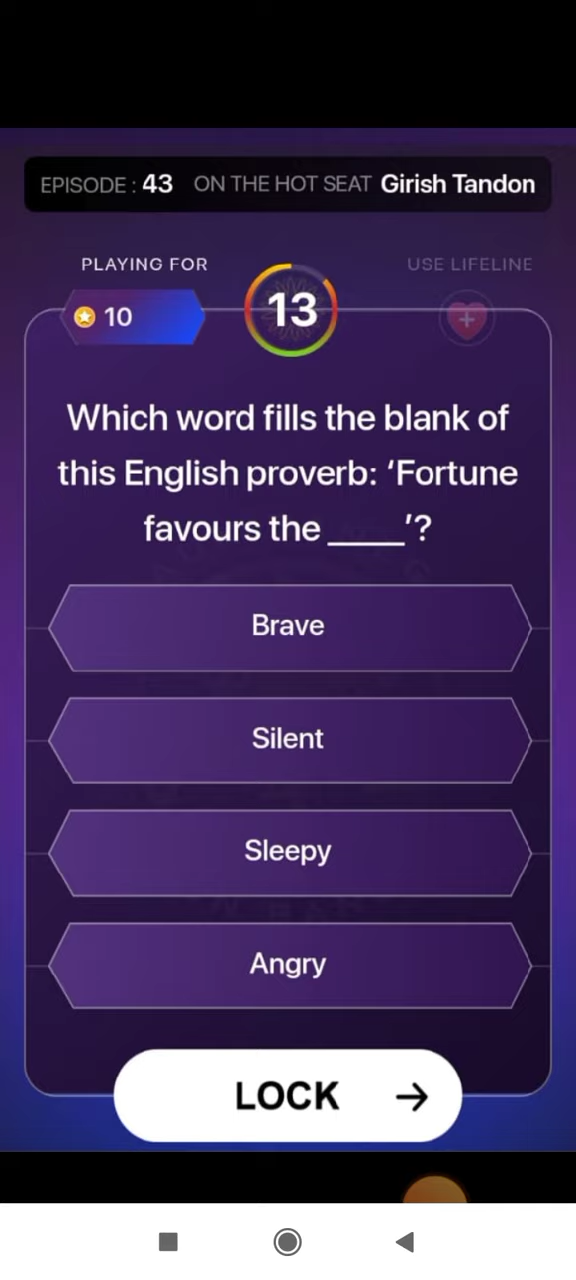 EPISODE : 43 ON THE HOT SEAT Girish Tandon
PLAYING FOR
USE LIFELINE
10
13
Which word fills the blank of
this English proverb: ‘Fortune
favours the _____’?
Brave
Silent
Sleepy
Angry
LOCK →